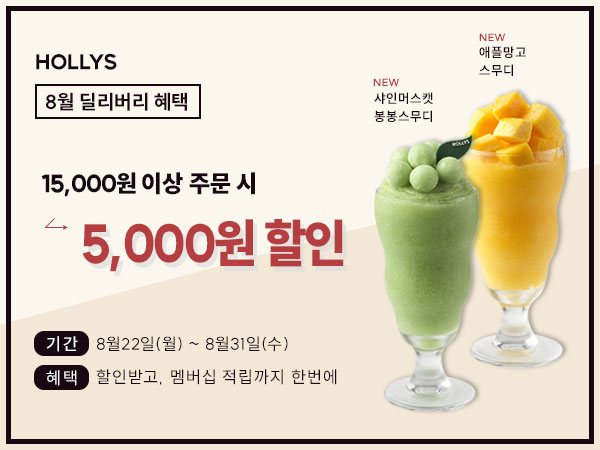 HOLLYS
8월 딜리버리 혜택
15,000원 이상 주문 시
5,000원 할인
기간 8월22일(월) ~ 8월31일(수)
혜택 할인받고, 멤버십 적립까지 한번에
NEW
샤인머스캣
봉봉스무디
NEW
애플망고
스무디
HOLLYS